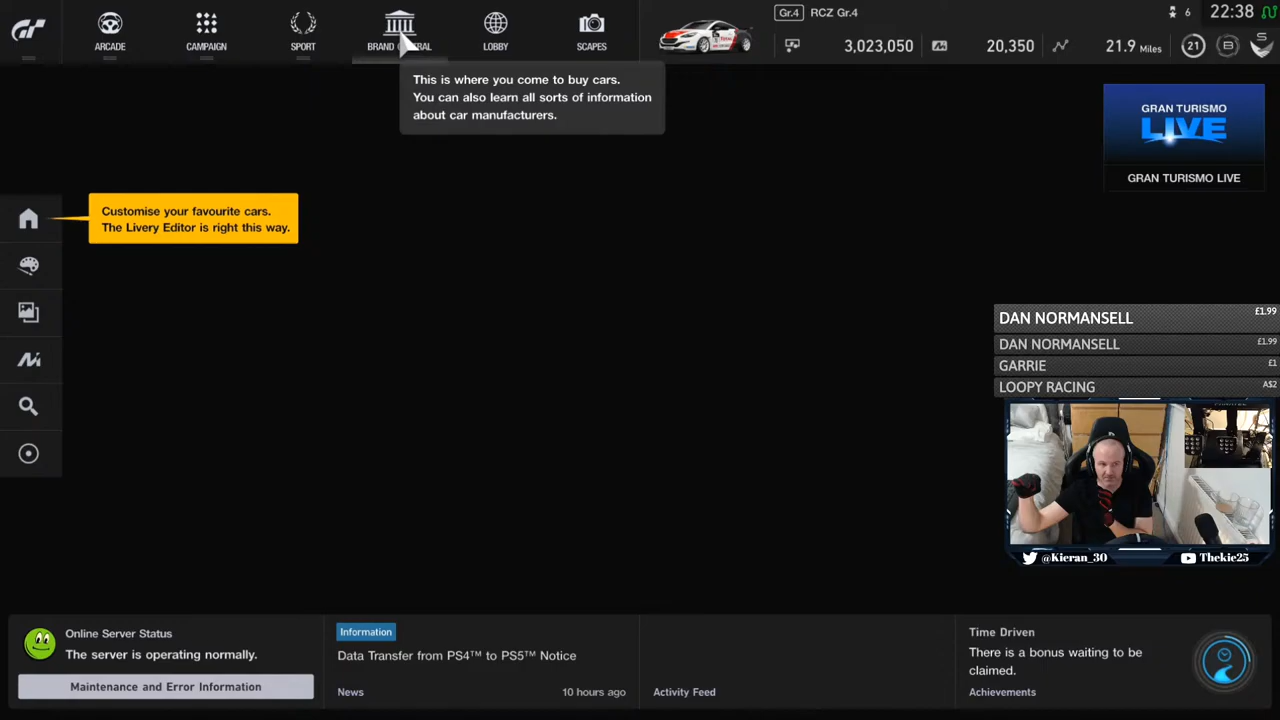 ARCADE
CAMPAIGN
SPORT
BRAND CENTRAL
LOBBY
SCAPES
Gr.4 RCZ Gr.4
6 22:38
3,023,050 20,350 21.9 Miles 21 B S
This is where you come to buy cars.
You can also learn all sorts of information
about car manufacturers.
GRAN TURISMO
LIVE
GRAN TURISMO LIVE
Customise your favourite cars.
The Livery Editor is right this way.
DAN NORMANSELL £1.99
DAN NORMANSELL £1.99
GARRIE £1
LOOPY RACING A$2
@Kieran_30 Thekie25
Online Server Status
The server is operating normally.
Maintenance and Error Information
Information
Data Transfer from PS4™ to PS5™ Notice
News 10 hours ago
Activity Feed
Time Driven
There is a bonus waiting to be
claimed.
Achievements